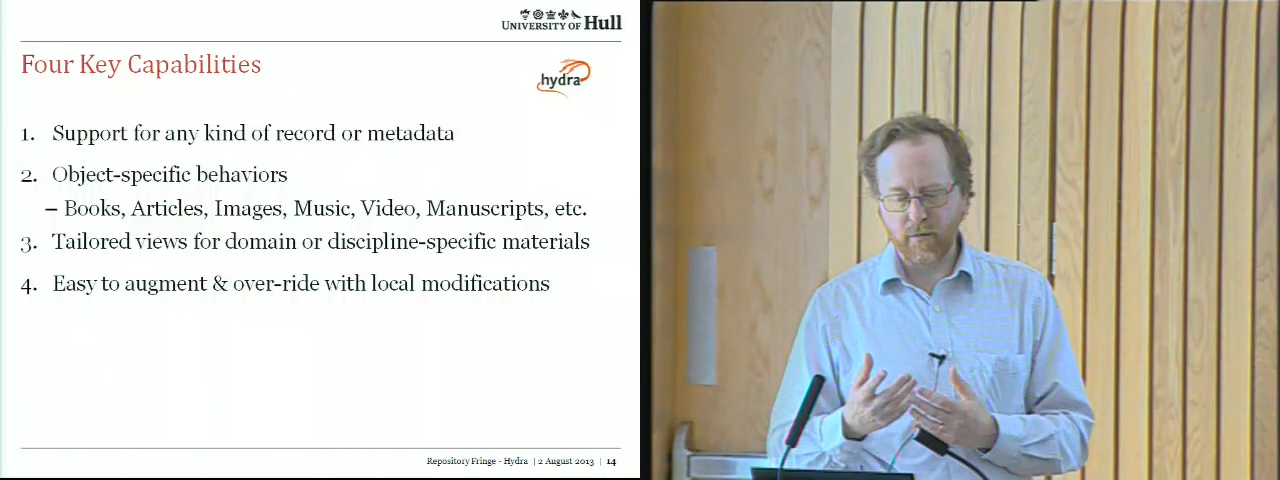 UNIVERSITY OF Hull
Four Key Capabilities
hydra
1. Support for any kind of record or metadata
2. Object-specific behaviors
– Books, Articles, Images, Music, Video, Manuscripts, etc.
3. Tailored views for domain or discipline-specific materials
4. Easy to augment & over-ride with local modifications
Repository Fringe - Hydra | 2 August 2013 | 14